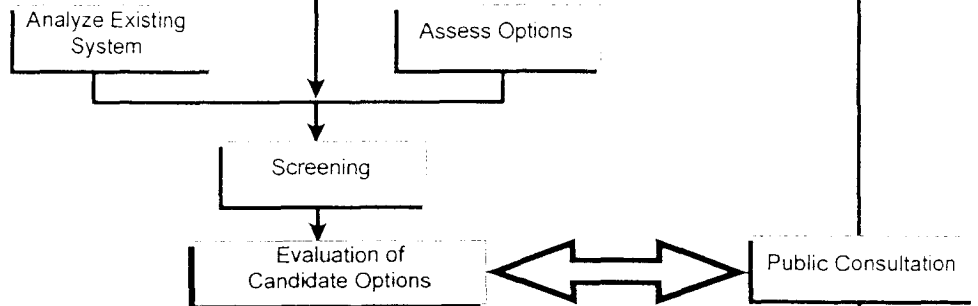 Analyze Existing
System
Assess Options
Screening
Evaluation of
Candidate Options
Public Consultation